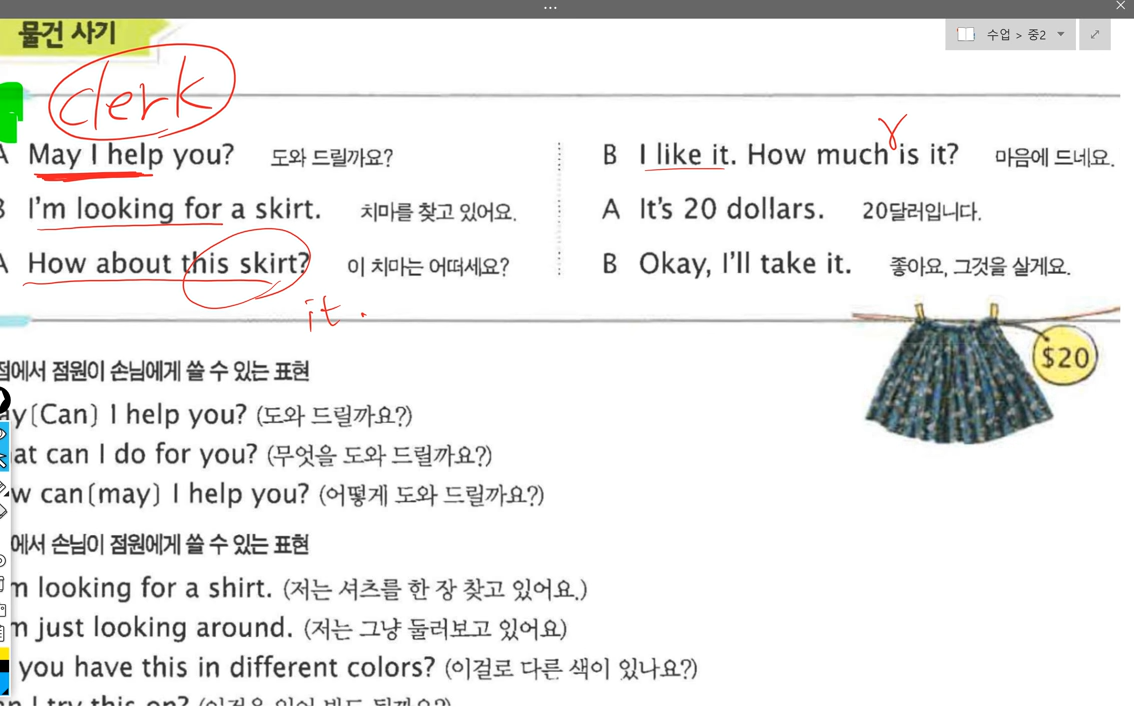 ...
물건 사기
수업 > 중2
clerk
A May I help you? 도와 드릴까요?
B I'm looking for a skirt. 치마를 찾고 있어요.
A How about this skirt? 이 치마는 어떠세요?
it.
B I like it. How much is it? 마음에 드네요.
A It's 20 dollars. 20달러입니다.
B Okay, I'll take it. 좋아요, 그것을 살게요.
$20
점에서 점원이 손님에게 쓸 수 있는 표현
ay(Can) I help you? (도와 드릴까요?)
at can I do for you? (무엇을 도와 드릴까요?)
w can(may) I help you? (어떻게 도와 드릴까요?)
에서 손님이 점원에게 쓸 수 있는 표현
m looking for a shirt. (저는 셔츠를 한 장 찾고 있어요.)
m just looking around. (저는 그냥 둘러보고 있어요)
you have this in different colors? (이걸로 다른 색이 있나요?)
n I try this on?